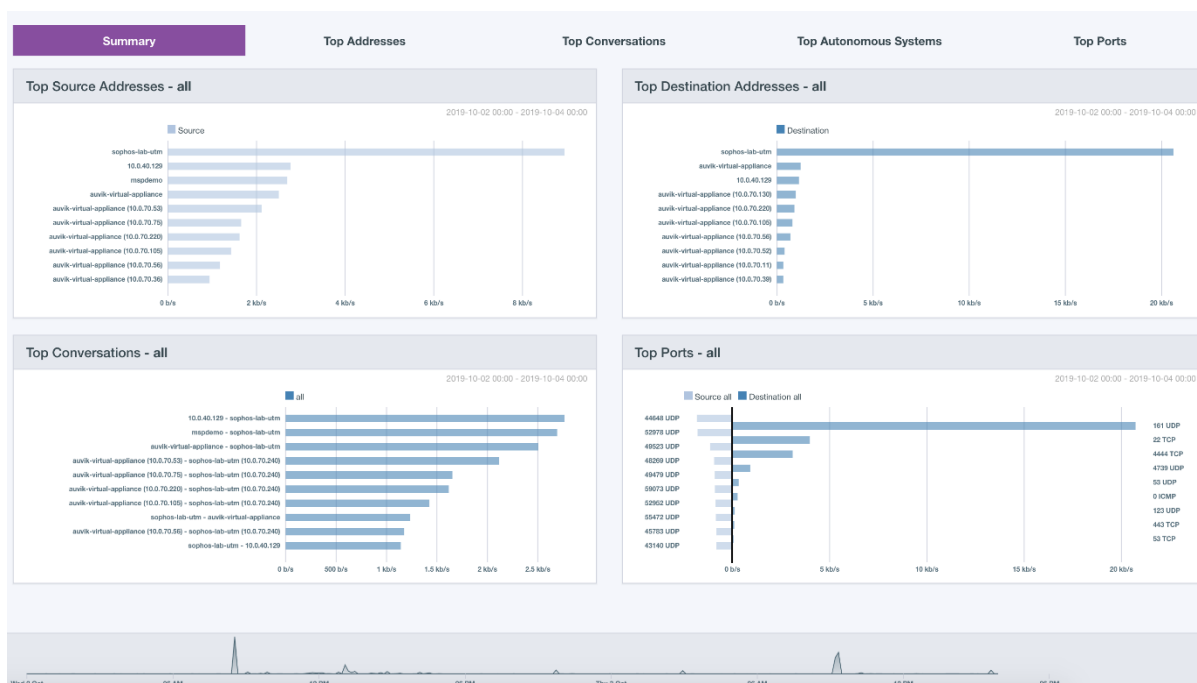 Summary Top Addresses Top Conversations Top Autonomous Systems Top Ports
Top Source Addresses - all
2019-10-02 00:00 - 2019-10-04 00:00
Source
sophos-lab-utm
10.0.40.129
mspdemo
auvik-virtual-appliance
auvik-virtual-appliance (10.0.70.53)
auvik-virtual-appliance (10.0.70.75)
auvik-virtual-appliance (10.0.70.220)
auvik-virtual-appliance (10.0.70.105)
auvik-virtual-appliance (10.0.70.56)
auvik-virtual-appliance (10.0.70.36)
0 b/s 2 kb/s 4 kb/s 6 kb/s 8 kb/s
Top Destination Addresses - all
2019-10-02 00:00 - 2019-10-04 00:00
Destination
sophos-lab-utm
auvik-virtual-appliance
10.0.40.129
auvik-virtual-appliance (10.0.70.130)
auvik-virtual-appliance (10.0.70.220)
auvik-virtual-appliance (10.0.70.105)
auvik-virtual-appliance (10.0.70.56)
auvik-virtual-appliance (10.0.70.52)
auvik-virtual-appliance (10.0.70.11)
auvik-virtual-appliance (10.0.70.39)
0 b/s 5 kb/s 10 kb/s 15 kb/s 20 kb/s
Top Conversations - all
2019-10-02 00:00 - 2019-10-04 00:00
all
10.0.40.129 - sophos-lab-utm
mspdemo - sophos-lab-utm
auvik-virtual-appliance - sophos-lab-utm
auvik-virtual-appliance (10.0.70.53) - sophos-lab-utm (10.0.70.240)
auvik-virtual-appliance (10.0.70.75) - sophos-lab-utm (10.0.70.240)
auvik-virtual-appliance (10.0.70.220) - sophos-lab-utm (10.0.70.240)
auvik-virtual-appliance (10.0.70.105) - sophos-lab-utm (10.0.70.240)
sophos-lab-utm - auvik-virtual-appliance
auvik-virtual-appliance (10.0.70.56) - sophos-lab-utm (10.0.70.240)
sophos-lab-utm - 10.0.40.129
0 b/s 500 b/s 1 kb/s 1.5 kb/s 2 kb/s 2.5 kb/s
Top Ports - all
2019-10-02 00:00 - 2019-10-04 00:00
Source all Destination all
44648 UDP 161 UDP
52978 UDP 22 TCP
49523 UDP 4444 TCP
48269 UDP 4739 UDP
49479 UDP 53 UDP
59073 UDP 0 ICMP
52962 UDP 123 UDP
55472 UDP 443 TCP
45783 UDP 53 TCP
43140 UDP
0 b/s 5 kb/s 10 kb/s 15 kb/s 20 kb/s